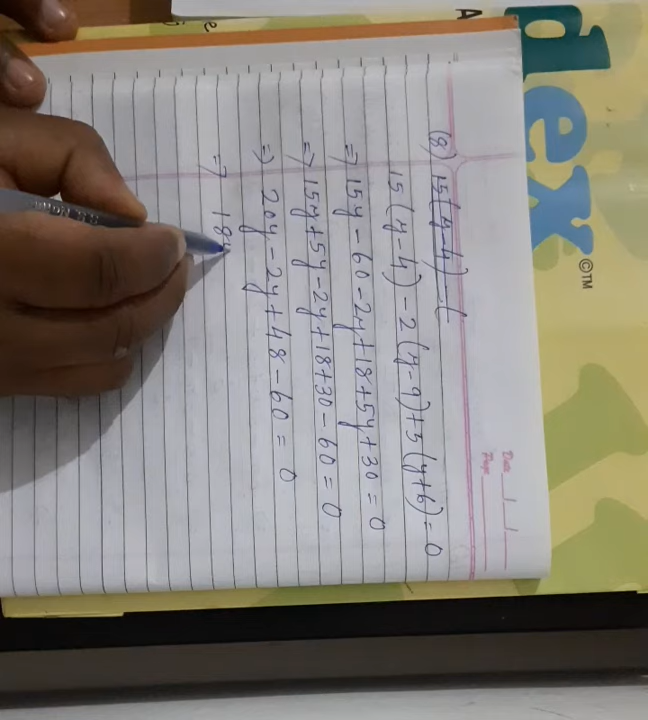 dex
©TM
A
Date
Page
(8) 15(y-4)-(
15(y-4)-2(y-9)+5(y+6)=0
⇒ 15y-60-2y+18+5y+30=0
⇒ 15y+5y-2y+18+30-60=0
⇒ 20y-2y+48-60=0
⇒ 18y